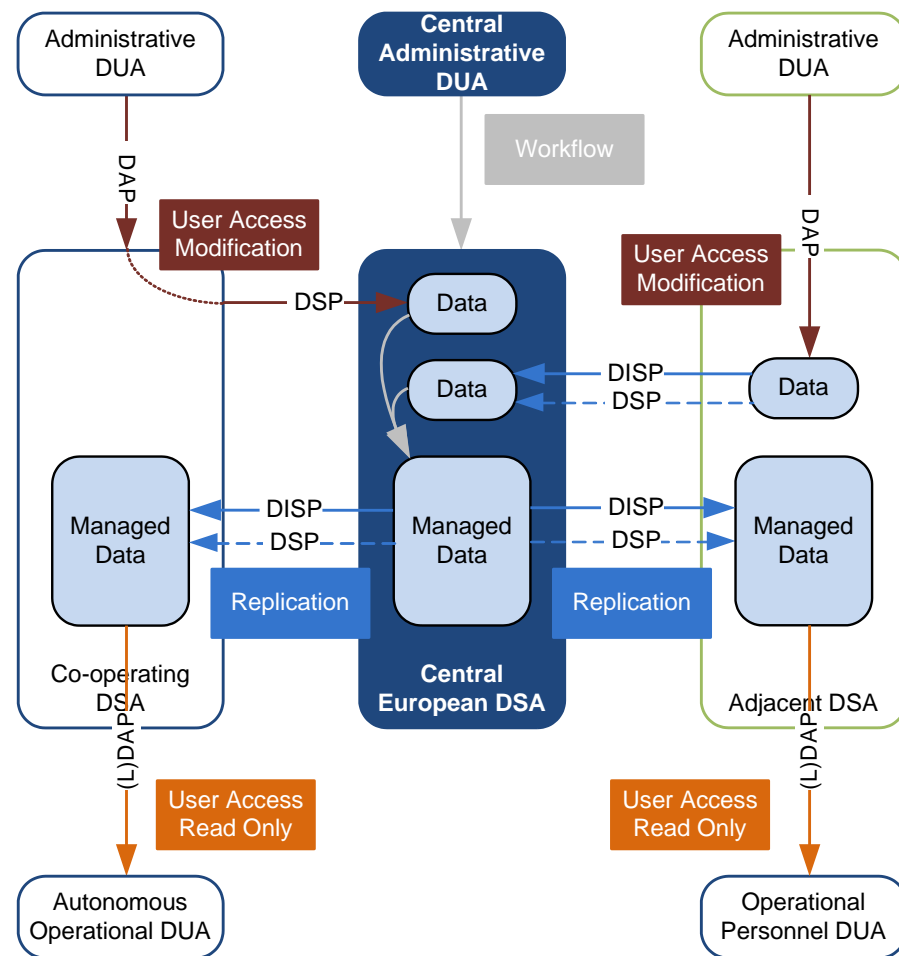 Administrative
DUA
Central
Administrative
DUA
Administrative
DUA
Workflow
DAP
User Access
Modification
DAP
User Access
Modification
DSP
Data
Data
DISP
DSP
Data
Managed
Data
DISP
DSP
Managed
Data
DISP
DSP
Managed
Data
Replication
Replication
Co-operating
DSA
Central
European DSA
Adjacent DSA
(L)DAP
(L)DAP
User Access
Read Only
User Access
Read Only
Autonomous
Operational DUA
Operational
Personnel DUA